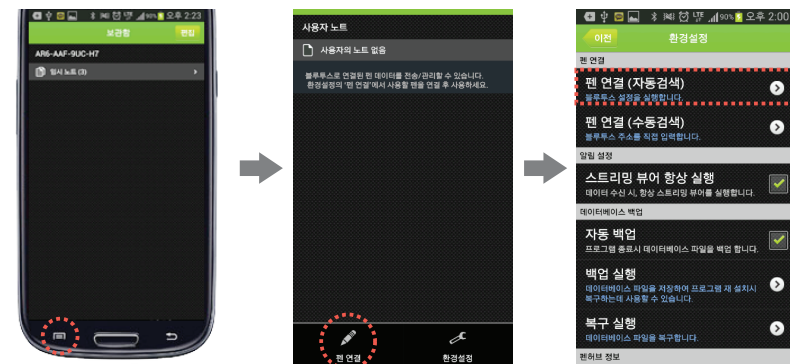 90% 오후 2:23
보관함
편집
AR6-AAF-9UC-H7
임시 노트 (3)
사용자 노트
사용자의 노트 없음
블루투스로 연결된 펜 데이터를 전송/관리할 수 있습니다.
환경설정의 '펜 연결'에서 사용할 펜을 연결 후 사용하세요.
펜 연결
환경설정
LTE 90% 오후 2:00
이전
환경설정
펜 연결
펜 연결 (자동검색)
블루투스 설정을 실행합니다.
펜 연결 (수동검색)
블루투스 주소를 직접 입력합니다.
알림 설정
스트리밍 뷰어 항상 실행
데이터 수신 시, 항상 스트리밍 뷰어를 실행합니다.
데이터베이스 백업
자동 백업
프로그램 종료시 데이터베이스 파일을 백업 합니다.
백업 실행
데이터베이스 파일을 저장하여 프로그램 재 설치시
복구하는데 사용할 수 있습니다.
복구 실행
데이터베이스 파일을 복구합니다.
펜허브 정보